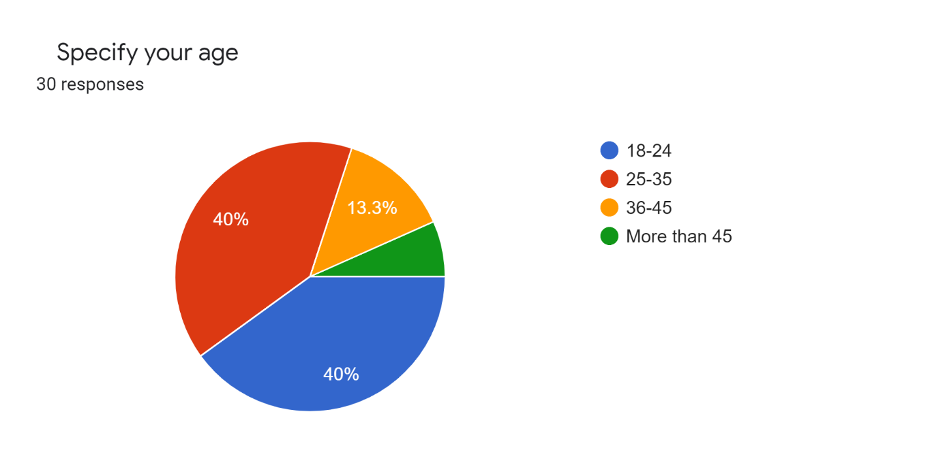 Specify your age
30 responses
18-24
25-35
36-45
More than 45
40%
13.3%
40%